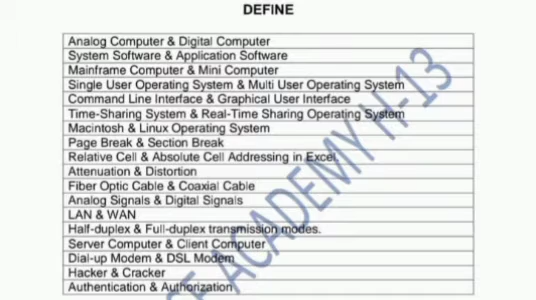 DEFINE
Analog Computer & Digital Computer
System Software & Application Software
Mainframe Computer & Mini Computer
Single User Operating System & Multi User Operating System
Command Line Interface & Graphical User Interface
Time-Sharing System & Real-Time Sharing Operating System
Macintosh & Linux Operating System
Page Break & Section Break
Relative Cell & Absolute Cell Addressing in Excel.
Attenuation & Distortion
Fiber Optic Cable & Coaxial Cable
Analog Signals & Digital Signals
LAN & WAN
Half-duplex & Full-duplex transmission modes.
Server Computer & Client Computer
Dial-up Modem & DSL Modem
Hacker & Cracker
Authentication & Authorization
ACADEMY H-13